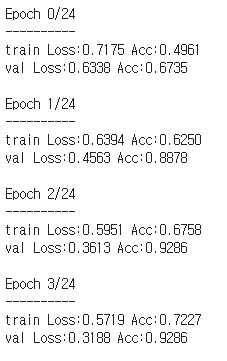 Epoch 0/24
----------
train Loss:0.7175 Acc:0.4961
val Loss:0.6338 Acc:0.6735
Epoch 1/24
----------
train Loss:0.6394 Acc:0.6250
val Loss:0.4563 Acc:0.8878
Epoch 2/24
----------
train Loss:0.5951 Acc:0.6758
val Loss:0.3613 Acc:0.9286
Epoch 3/24
----------
train Loss:0.5719 Acc:0.7227
val Loss:0.3188 Acc:0.9286